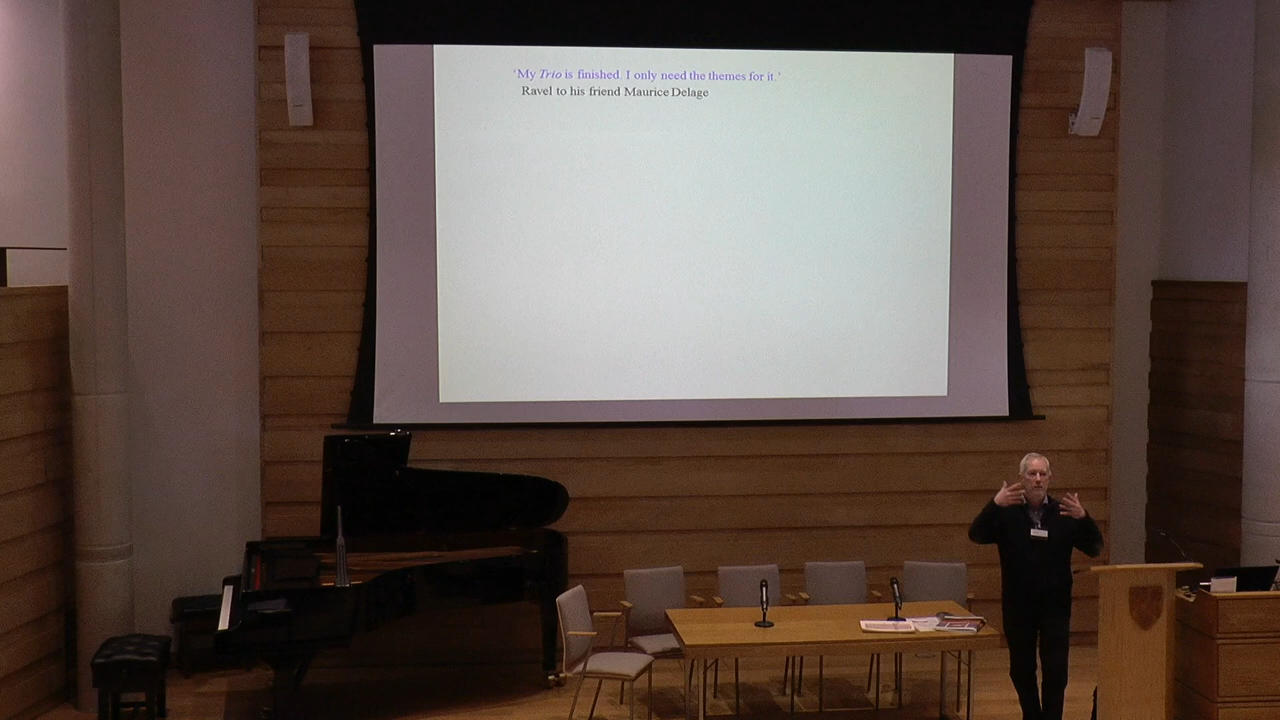 ‘My Trio is finished. I only need the themes for it.’
Ravel to his friend Maurice Delage